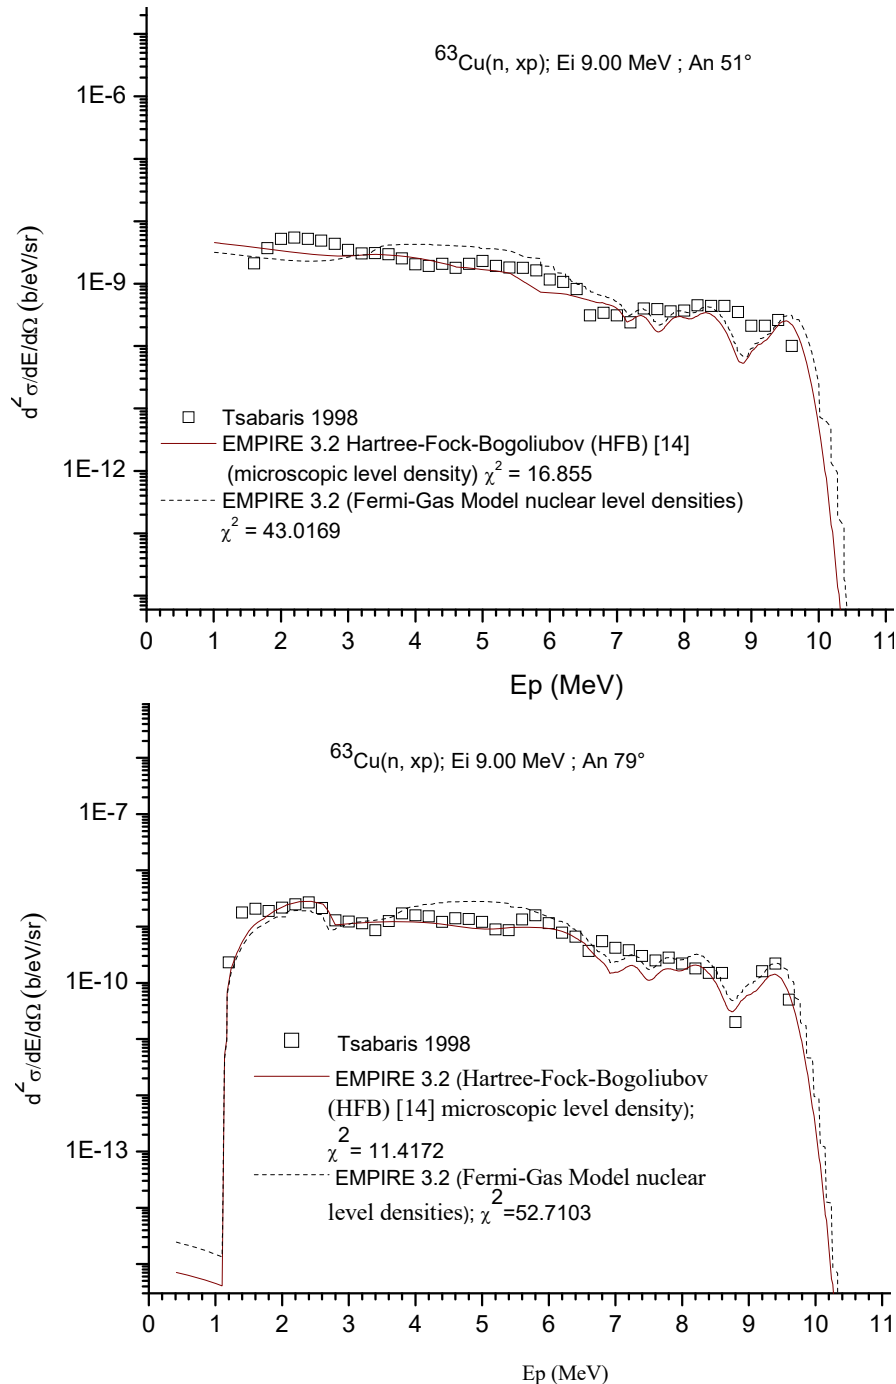 ⁶³Cu(n, xp); Ei 9.00 MeV ; An 51°
1E-6
1E-9
1E-12
d² σ/dE/dΩ (b/eV/sr)
Tsabaris 1998
EMPIRE 3.2 Hartree-Fock-Bogoliubov (HFB) [14]
(microscopic level density) χ² = 16.855
EMPIRE 3.2 (Fermi-Gas Model nuclear level densities)
χ² = 43.0169
0 1 2 3 4 5 6 7 8 9 10 11
Ep (MeV)
⁶³Cu(n, xp); Ei 9.00 MeV ; An 79°
1E-7
1E-10
1E-13
d² σ/dE/dΩ (b/eV/sr)
Tsabaris 1998
EMPIRE 3.2 (Hartree-Fock-Bogoliubov
(HFB) [14] microscopic level density);
χ²= 11.4172
EMPIRE 3.2 (Fermi-Gas Model nuclear
level densities); χ²=52.7103
0 1 2 3 4 5 6 7 8 9 10 11
Ep (MeV)